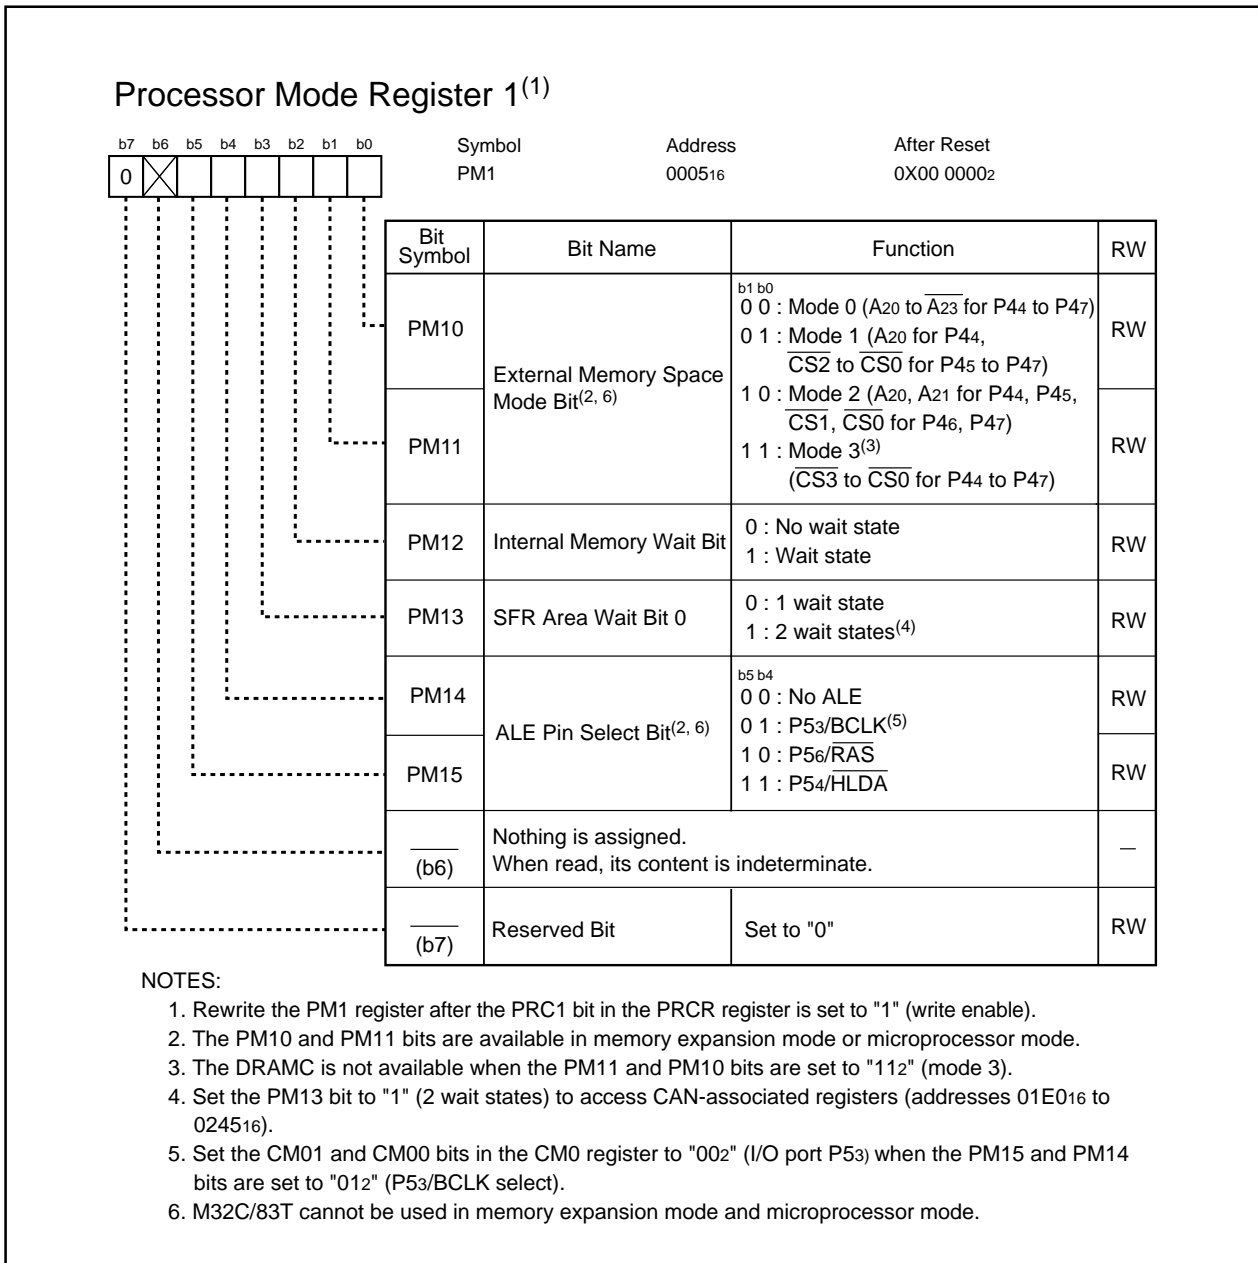 Processor Mode Register 1(1)
b7 b6 b5 b4 b3 b2 b1 b0
Symbol Address After Reset
0
PM1 000516 0X00 00002
Bit Symbol Bit Name Function RW
PM10
External Memory Space
Mode Bit(2, 6)
b1 b0
0 0 : Mode 0 (A20 to A23 for P44 to P47)
0 1 : Mode 1 (A20 for P44,
CS2 to CS0 for P45 to P47)
1 0 : Mode 2 (A20, A21 for P44, P45,
CS1, CS0 for P46, P47)
1 1 : Mode 3(3)
(CS3 to CS0 for P44 to P47)
RW
PM11
RW
PM12 Internal Memory Wait Bit
0 : No wait state
1 : Wait state
RW
PM13 SFR Area Wait Bit 0
0 : 1 wait state
1 : 2 wait states(4)
RW
PM14
ALE Pin Select Bit(2, 6)
b5 b4
0 0 : No ALE
0 1 : P53/BCLK(5)
1 0 : P56/RAS
1 1 : P54/HLDA
RW
PM15
RW
(b6)
Nothing is assigned.
When read, its content is indeterminate.
—
(b7)
Reserved Bit Set to "0" RW
NOTES:
1. Rewrite the PM1 register after the PRC1 bit in the PRCR register is set to "1" (write enable).
2. The PM10 and PM11 bits are available in memory expansion mode or microprocessor mode.
3. The DRAMC is not available when the PM11 and PM10 bits are set to "112" (mode 3).
4. Set the PM13 bit to "1" (2 wait states) to access CAN-associated registers (addresses 01E016 to
024516).
5. Set the CM01 and CM00 bits in the CM0 register to "002" (I/O port P53) when the PM15 and PM14
bits are set to "012" (P53/BCLK select).
6. M32C/83T cannot be used in memory expansion mode and microprocessor mode.